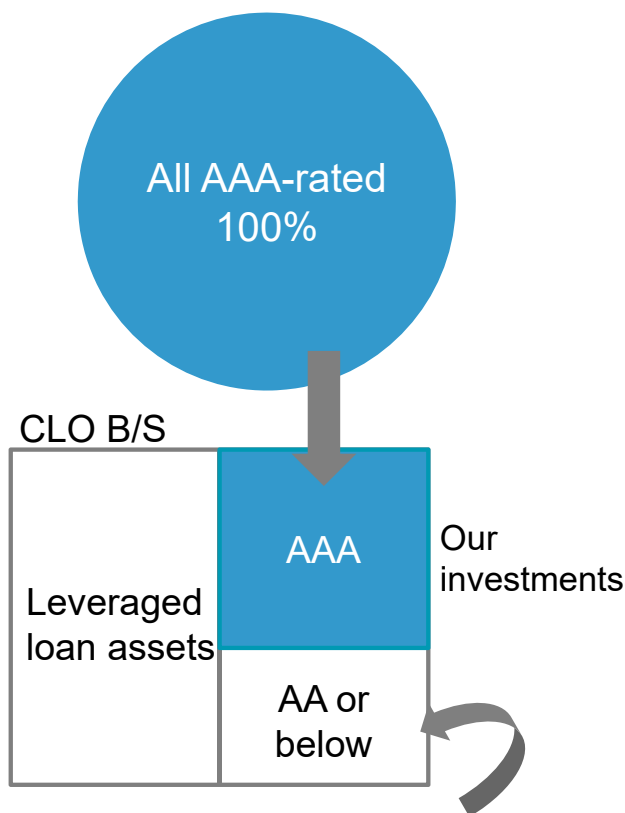 All AAA-rated
100%
CLO B/S
Leveraged
loan assets
AAA
Our
investments
AA or
below